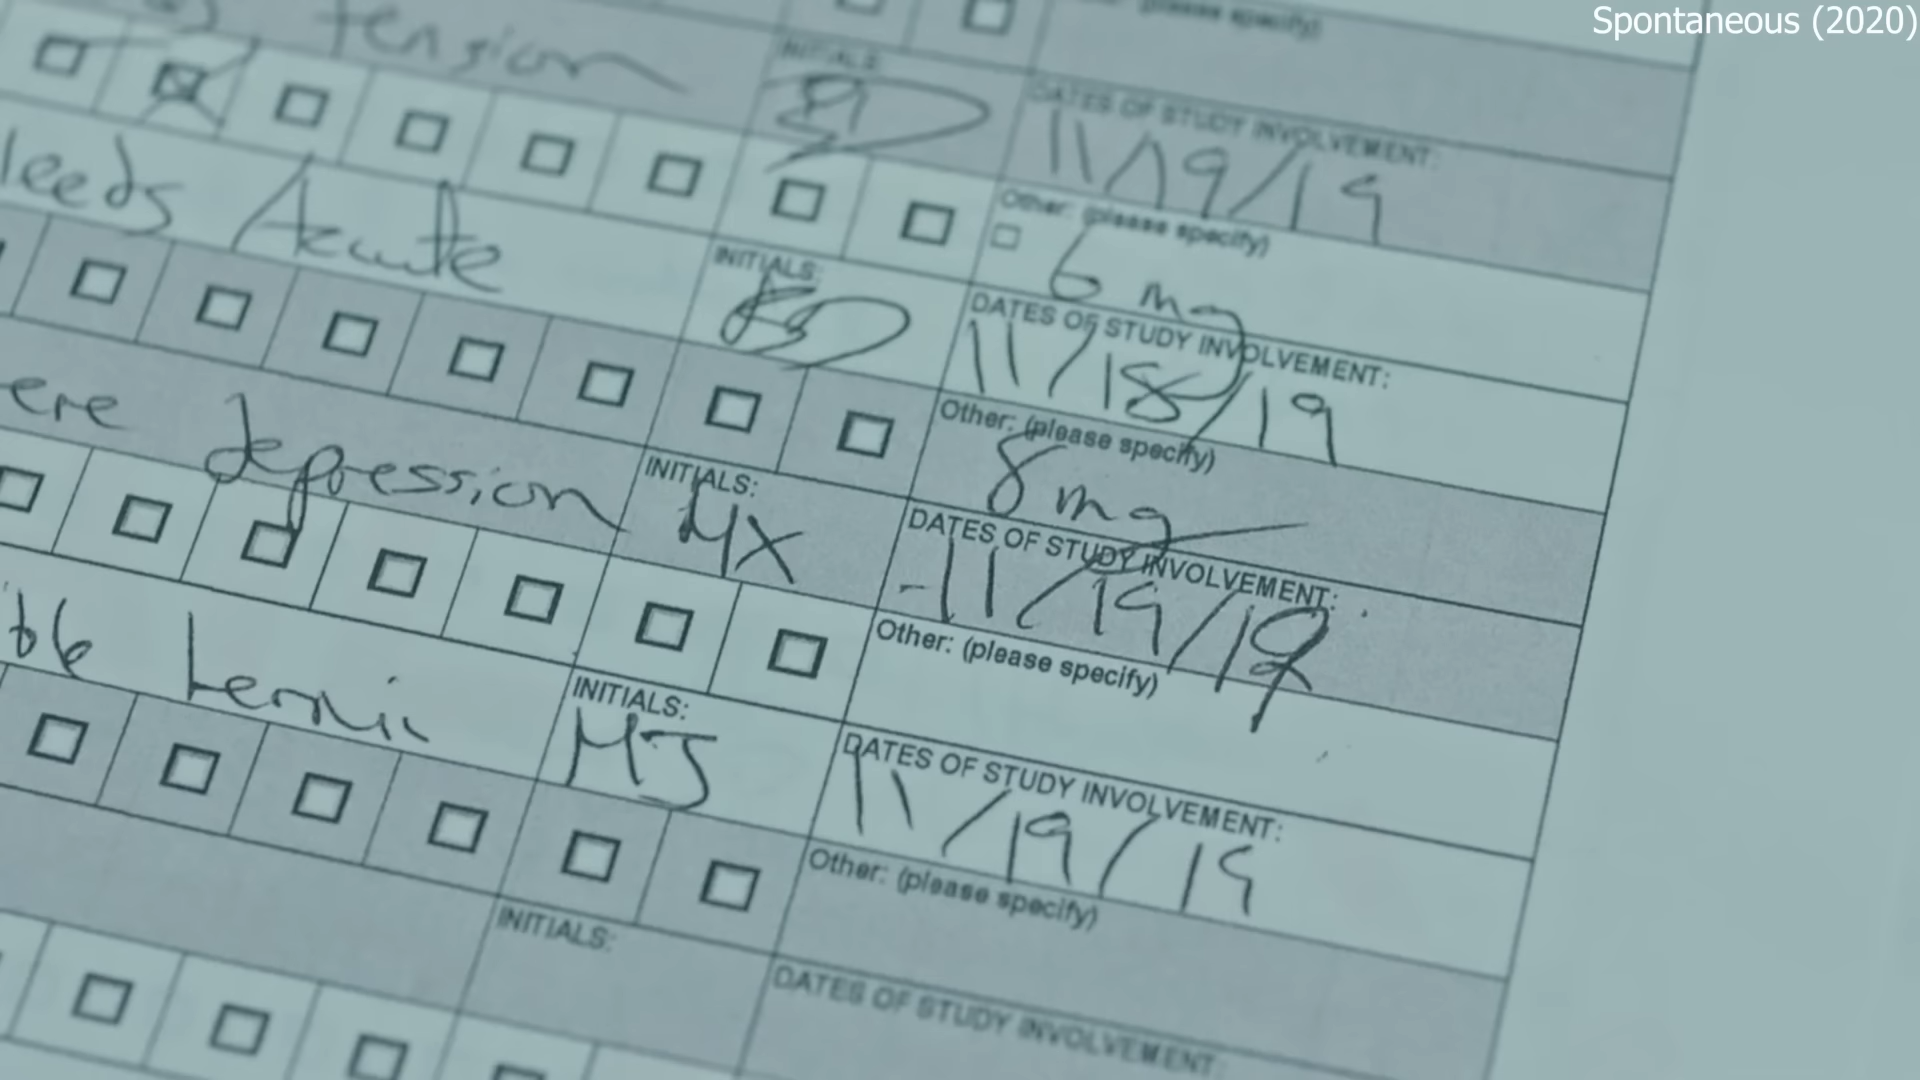 Spontaneous (2020)
(please specify)
tension
INITIALS:
DATES OF STUDY INVOLVEMENT:
11/19/19
Other: (please specify)
6 mg
leeds Acute
INITIALS:
DATES OF STUDY INVOLVEMENT:
11/18/19
Other: (please specify)
8 mg
ere depression
INITIALS:
MX
DATES OF STUDY INVOLVEMENT:
11/19/19
Other: (please specify)
INITIALS:
MJ
DATES OF STUDY INVOLVEMENT:
11/19/19
Other: (please specify)
INITIALS:
DATES OF STUDY INVOLVEMENT: